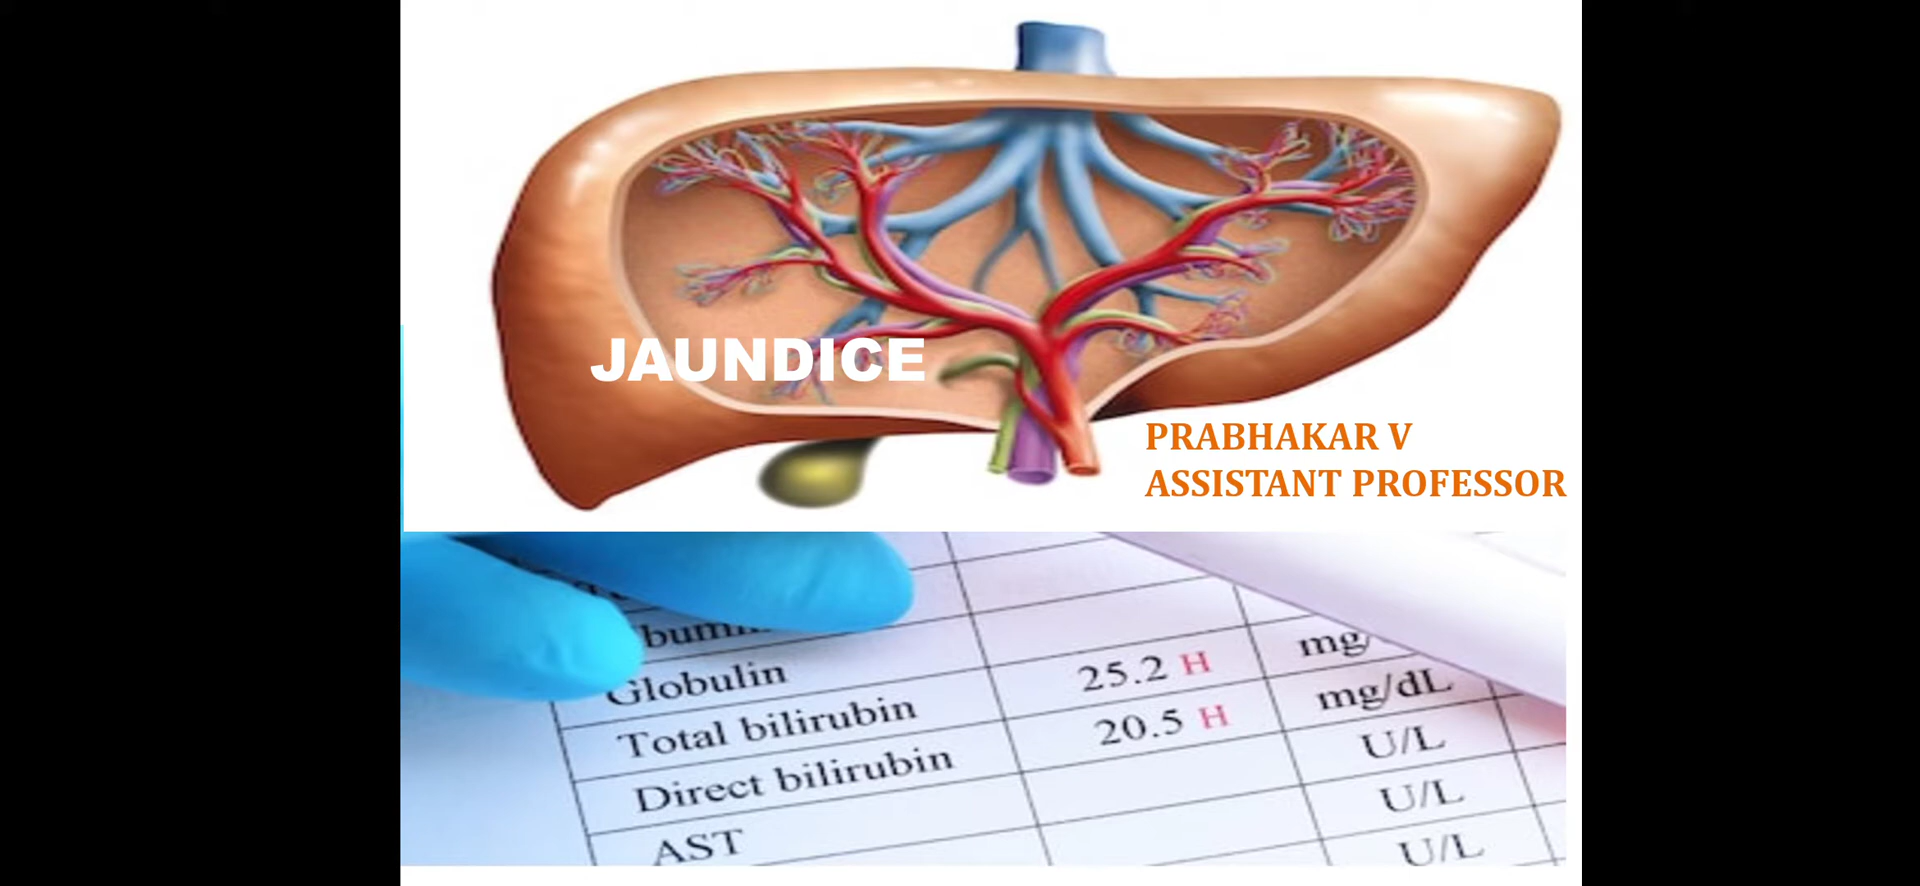 JAUNDICE
PRABHAKAR V
ASSISTANT PROFESSOR
Globulin
Total bilirubin 25.2 H mg/
Direct bilirubin 20.5 H mg/dL
AST U/L
U/L
U/L